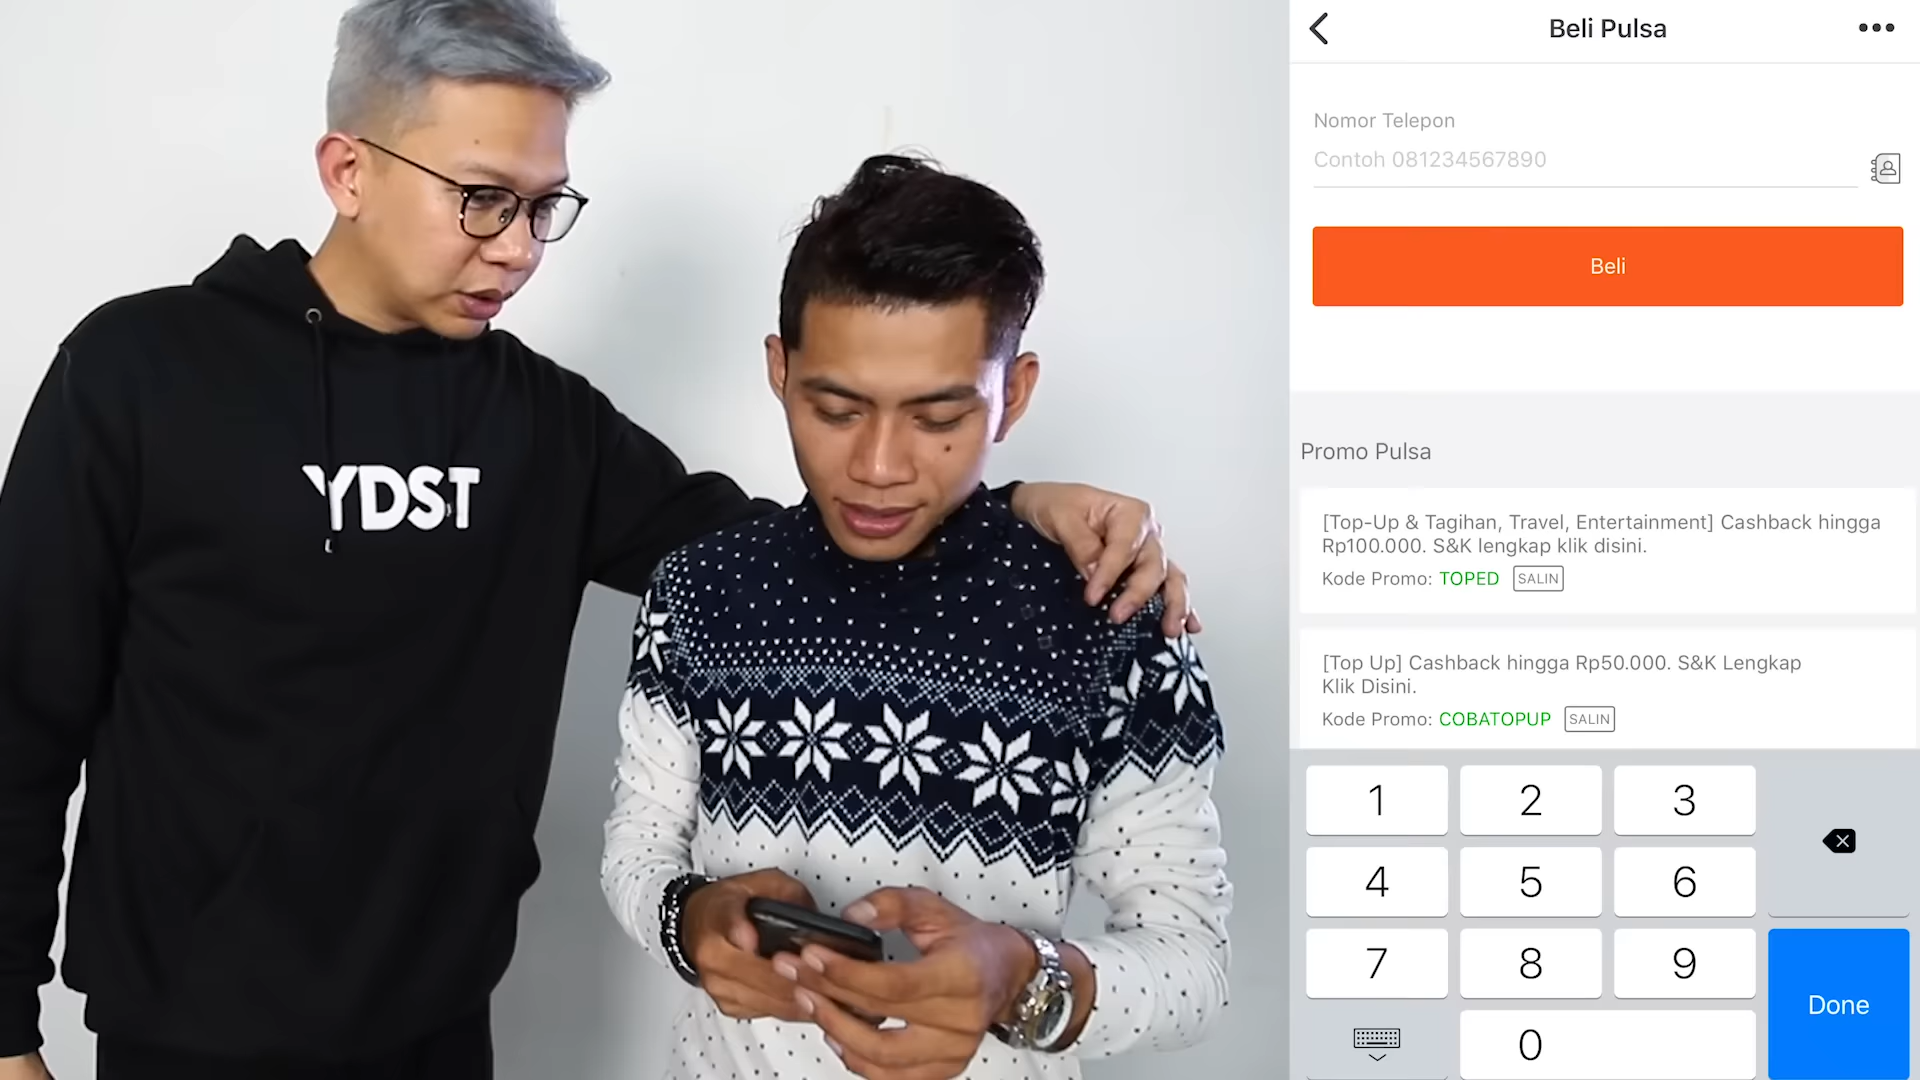 YDST
Beli Pulsa
Nomor Telepon
Contoh 081234567890
Beli
Promo Pulsa
[Top-Up & Tagihan, Travel, Entertainment] Cashback hingga
Rp100.000. S&K lengkap klik disini.
Kode Promo: TOPED SALIN
[Top Up] Cashback hingga Rp50.000. S&K Lengkap
Klik Disini.
Kode Promo: COBATOPUP SALIN
1 2 3
4 5 6
7 8 9
Done
0